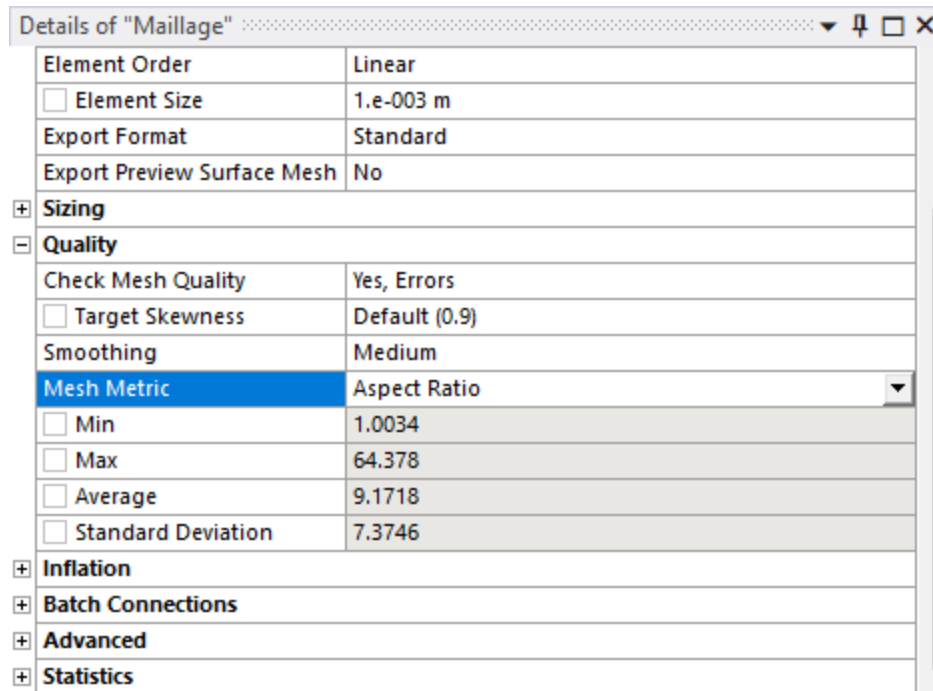 Details of "Maillage"
Element Order Linear
Element Size 1.e-003 m
Export Format Standard
Export Preview Surface Mesh No
Sizing
Quality
Check Mesh Quality Yes, Errors
Target Skewness Default (0.9)
Smoothing Medium
Mesh Metric Aspect Ratio
Min 1.0034
Max 64.378
Average 9.1718
Standard Deviation 7.3746
Inflation
Batch Connections
Advanced
Statistics